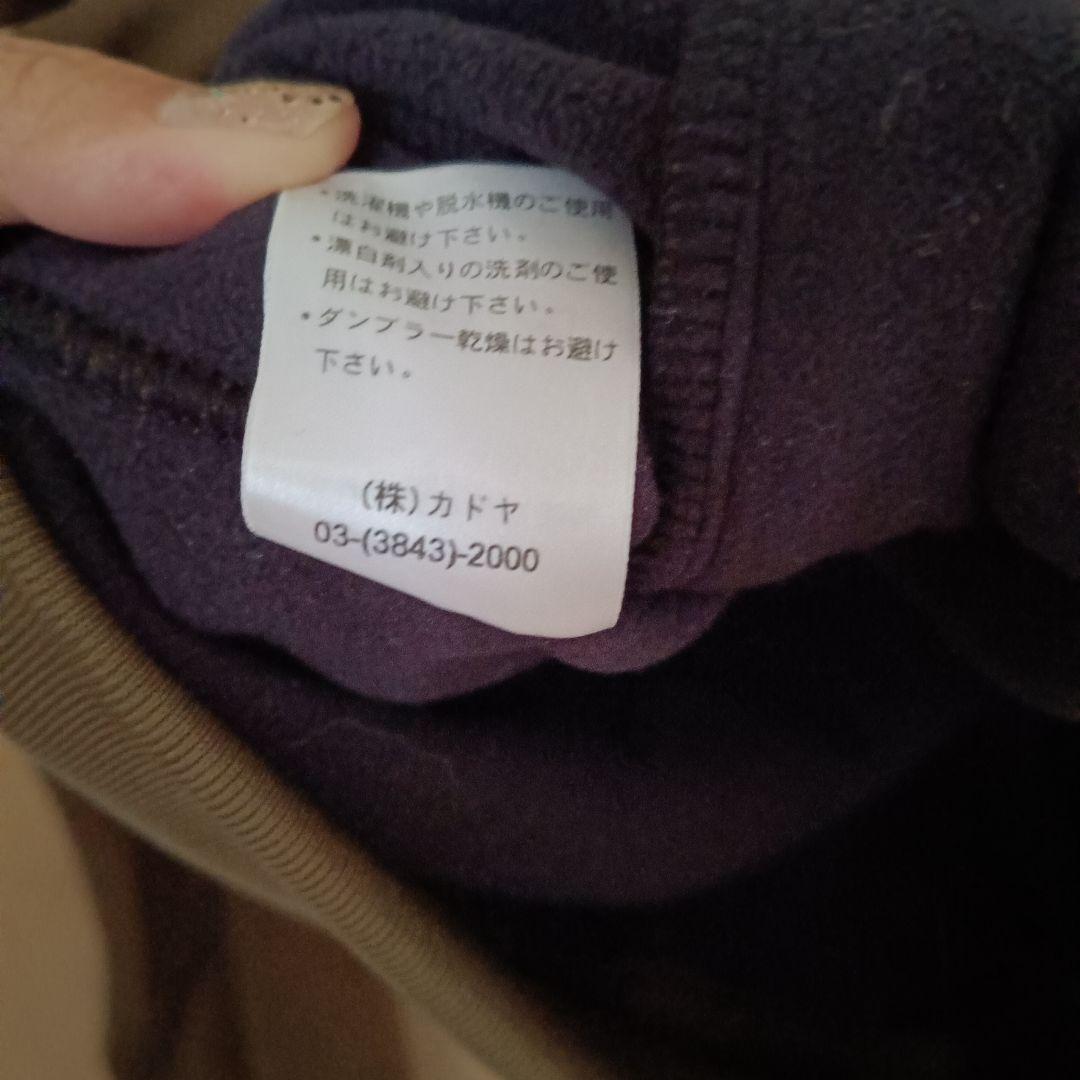 ・洗濯機や脱水機のご使用
はお避け下さい。
・漂白剤入りの洗剤のご使
用はお避け下さい。
・ダンブラー乾燥はお避け
下さい。
(株)カドヤ
03-(3843)-2000